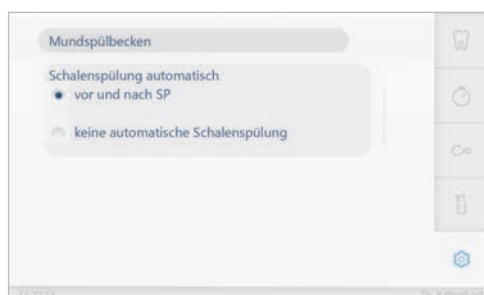 Mundspülbecken
Schalenspülung automatisch
vor und nach SP
keine automatische Schalenspülung